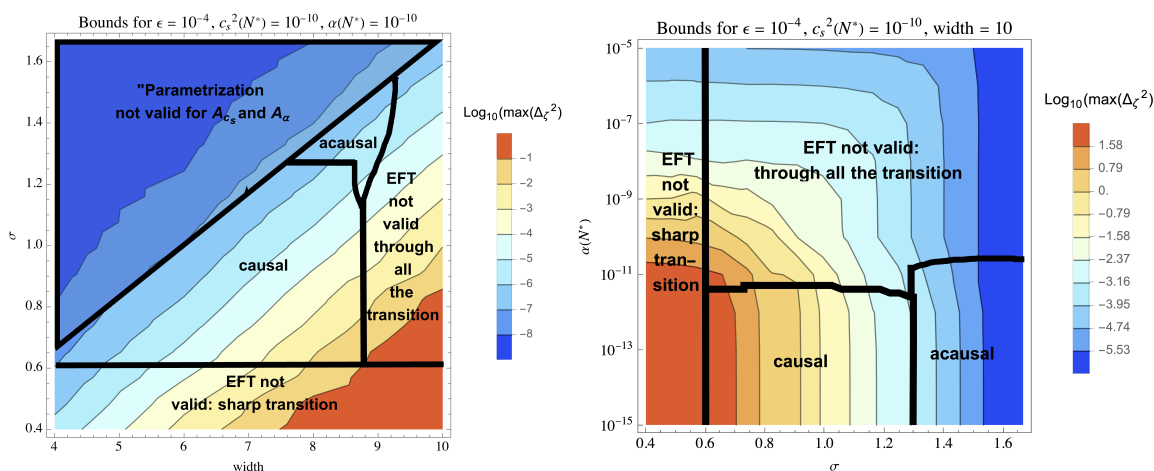 Bounds for ϵ = 10⁻⁴, cₛ²(N*) = 10⁻¹⁰, α(N*) = 10⁻¹⁰
1.6
1.4
1.2
1.0
0.8
0.6
0.4
σ
4
5
6
7
8
9
10
width
"Parametrization
not valid for A_cₛ and A_α
acausal
causal
EFT
not
valid
through
all
the
transition
EFT not
valid: sharp transition
Log₁₀(max(Δ_ζ²)
−1
−2
−3
−4
−5
−6
−7
−8
Bounds for ϵ = 10⁻⁴, cₛ²(N*) = 10⁻¹⁰, width = 10
10⁻⁵
10⁻⁷
10⁻⁹
10⁻¹¹
10⁻¹³
10⁻¹⁵
α(N*)
0.4
0.6
0.8
1.0
1.2
1.4
1.6
σ
EFT
not
valid:
sharp
tran–
sition
EFT not valid:
through all the transition
causal
acausal
Log₁₀(max(Δ_ζ²)
1.58
0.79
0.
−0.79
−1.58
−2.37
−3.16
−3.95
−4.74
−5.53